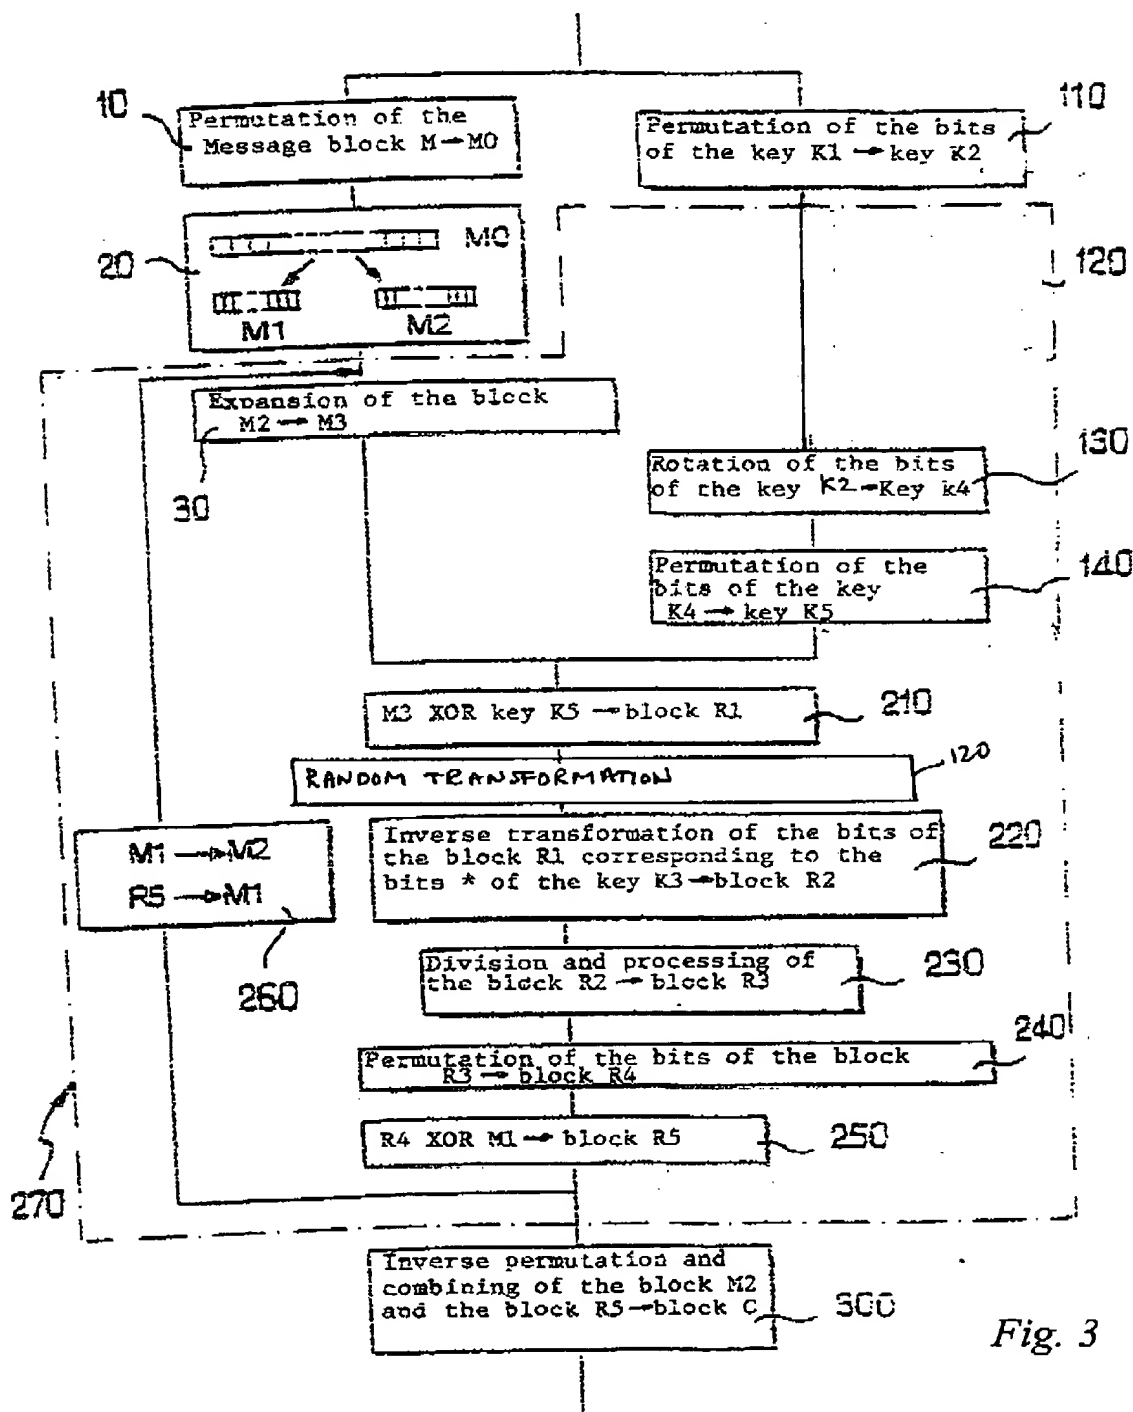 10
Permutation of the
Message block M→M0
110
Permutation of the bits
of the key K1→key K2
20
M0
M1 M2
120
Expansion of the block
M2→M3
30
130
Rotation of the bits
of the key K2→Key K4
140
Permutation of the
bits of the key
K4→key K5
M3 XOR key K5→block R1
210
RANDOM TRANSFORMATION
120
M1→M2
R5→M1
260
Inverse transformation of the bits of
the block R1 corresponding to the
bits * of the key K3→block R2
220
Division and processing of
the block R2→block R3
230
Permutation of the bits of the block
R3→block R4
240
R4 XOR M1→block R5
250
270
Inverse permutation and
combining of the block M2
and the block R5→block C
300
Fig. 3